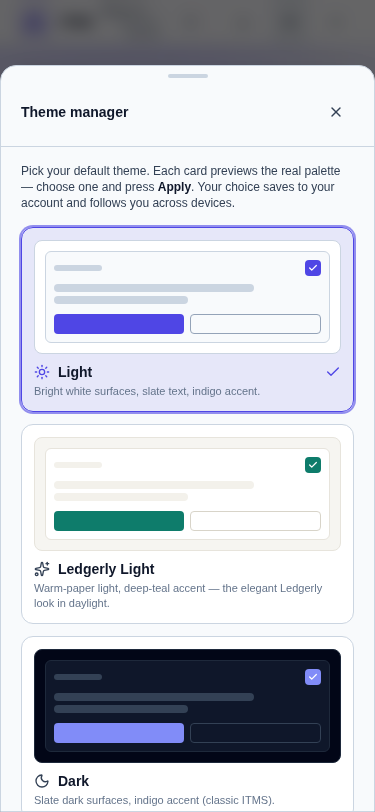 Theme manager
Pick your default theme. Each card previews the real palette
— choose one and press Apply. Your choice saves to your
account and follows you across devices.
Light
Bright white surfaces, slate text, indigo accent.
Ledgerly Light
Warm-paper light, deep-teal accent — the elegant Ledgerly
look in daylight.
Dark
Slate dark surfaces, indigo accent (classic ITMS).